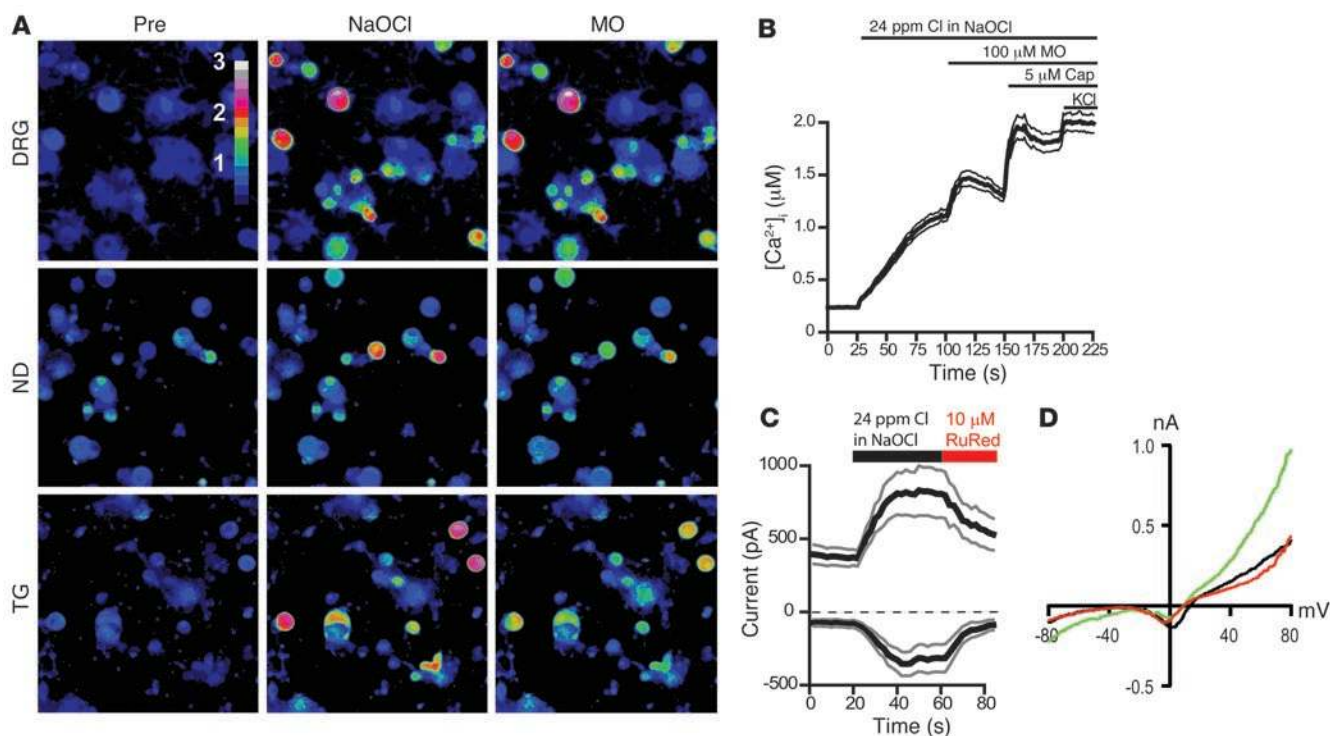 A
Pre
NaOCl
MO
DRG
3
2
1
ND
TG
B
24 ppm Cl in NaOCl
100 μM MO
5 μM Cap
KCl
[Ca²⁺]ᵢ (μM)
2.0
1.5
1.0
0.5
0
0 25 50 75 100 125 150 175 200 225
Time (s)
C
24 ppm Cl
in NaOCl
10 μM
RuRed
Current (pA)
1000
500
0
-500
0 20 40 60 80
Time (s)
D
nA
1.0
0.5
mV
-80 -40 40 80
-0.5